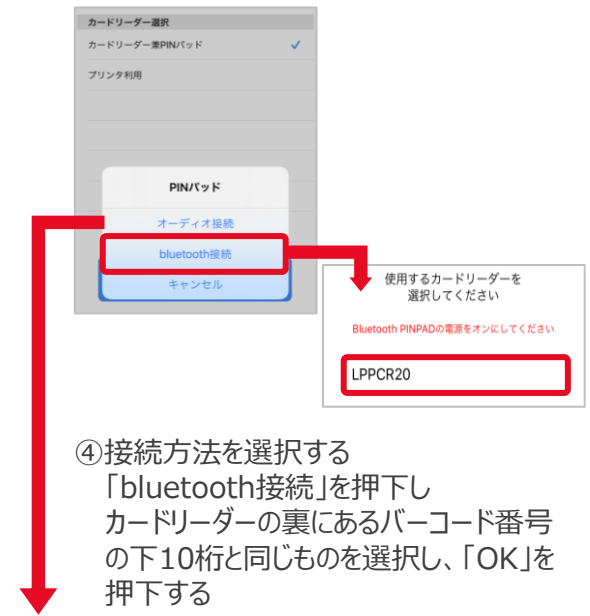 カードリーダー選択
カードリーダー兼PINパッド
プリンタ利用
PINパッド
オーディオ接続
bluetooth接続
キャンセル
使用するカードリーダーを
選択してください
Bluetooth PINPADの電源をオンにしてください
LPPCR20
④接続方法を選択する
「bluetooth接続」を押下し
カードリーダーの裏にあるバーコード番号
の下10桁と同じものを選択し、「OK」を
押下する